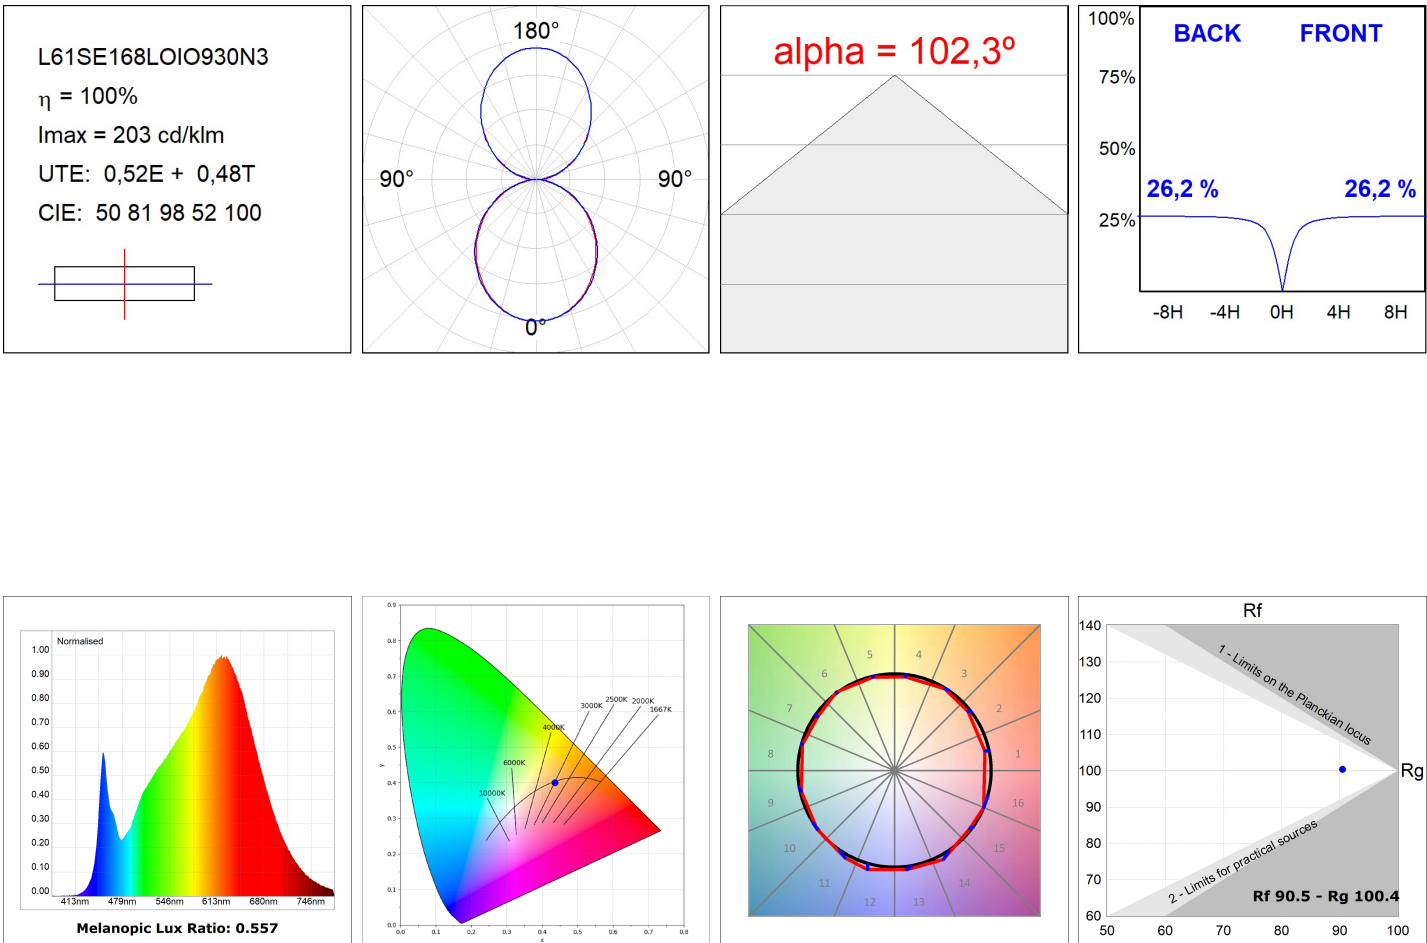 L61SE168LOIO930N3
η = 100%
Imax = 203 cd/klm
UTE: 0,52E + 0,48T
CIE: 50 81 98 52 100
180°
90°
90°
0°
alpha = 102,3º
100%
BACK
FRONT
75%
50%
26,2 %
26,2 %
25%
-8H
-4H
0H
4H
8H
Normalised
1.00
0.90
0.80
0.70
0.60
0.50
0.40
0.30
0.20
0.10
0.00
413nm
479nm
546nm
613nm
680nm
746nm
Melanopic Lux Ratio: 0.557
0.9
0.8
0.7
0.6
0.5
0.4
0.3
0.2
0.1
0.0
y
10000K
6000K
4000K
3000K
2500K
2000K
1667K
0.0
0.1
0.2
0.3
0.4
0.5
0.6
0.7
0.8
x
5
4
6
3
7
2
8
1
9
16
10
15
11
14
12
13
Rf
140
130
120
110
100
90
80
70
60
1 - Limits on the Planckian locus
Rg
2 - Limits for practical sources
Rf 90.5 - Rg 100.4
50
60
70
80
90
100